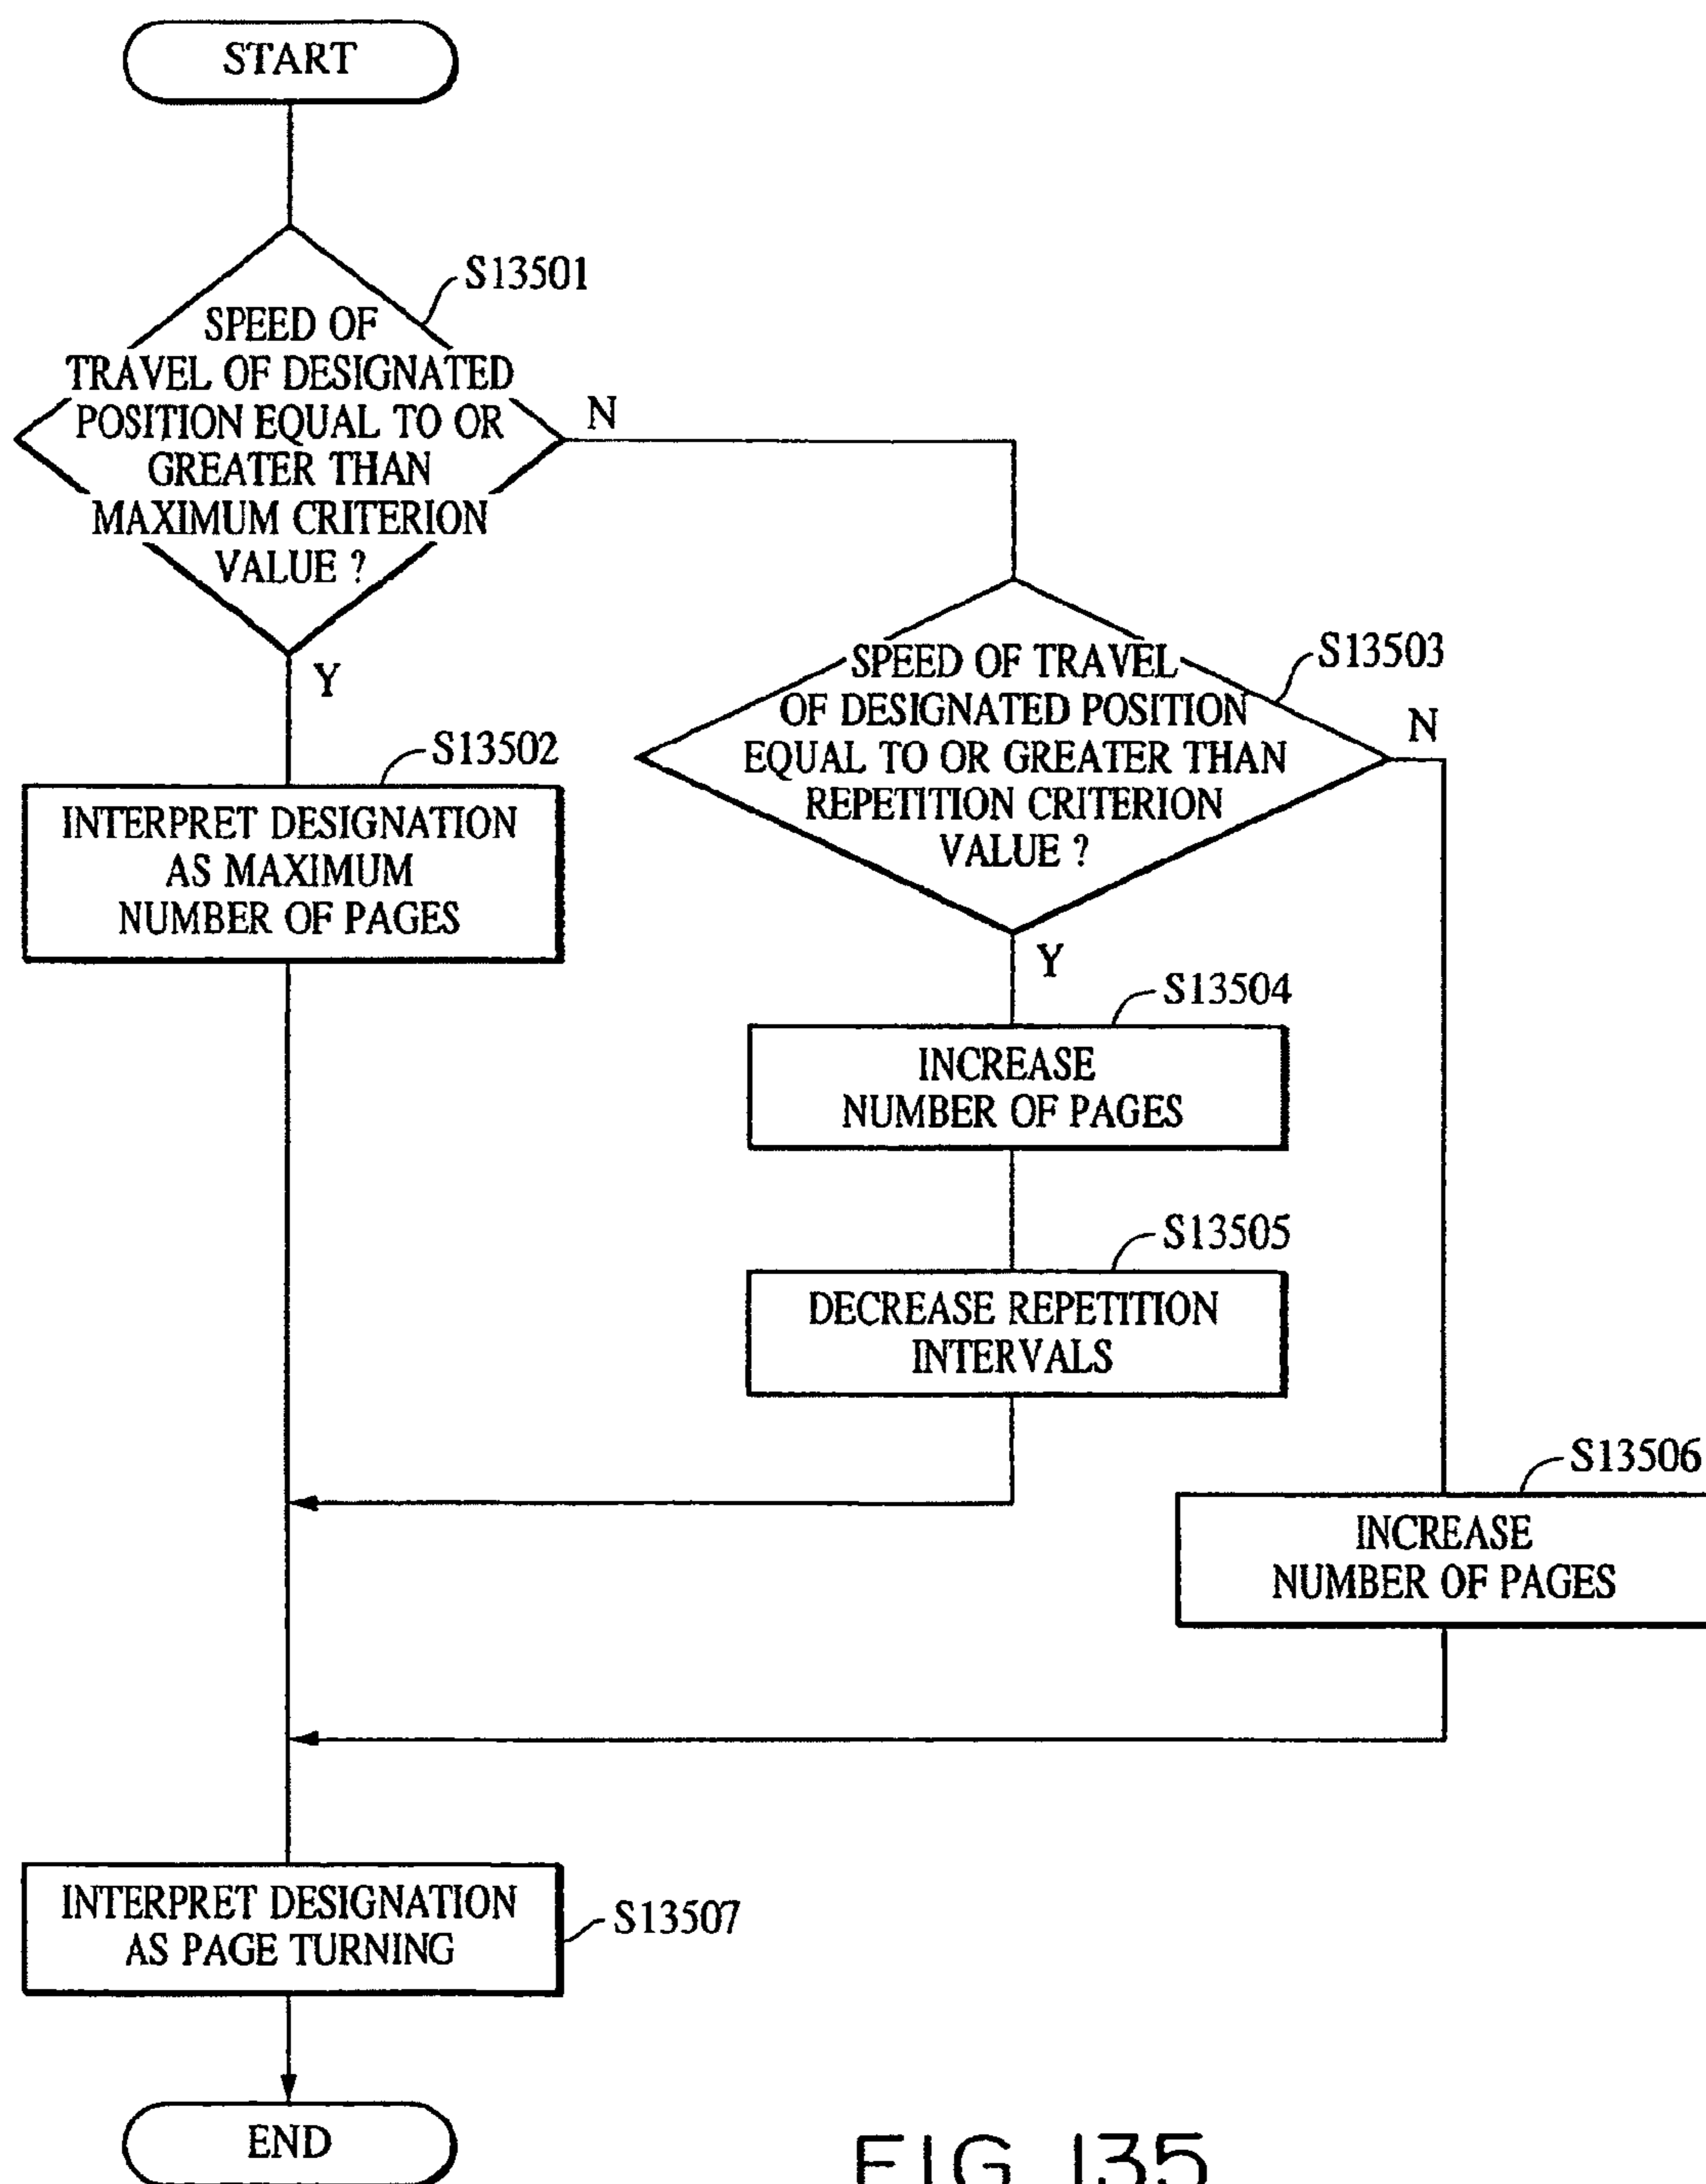 START
S13501
SPEED OF
TRAVEL OF DESIGNATED
POSITION EQUAL TO OR
GREATER THAN
MAXIMUM CRITERION
VALUE ?
N
Y
S13502
INTERPRET DESIGNATION
AS MAXIMUM
NUMBER OF PAGES
S13503
SPEED OF TRAVEL
OF DESIGNATED POSITION
EQUAL TO OR GREATER THAN
REPETITION CRITERION
VALUE ?
N
Y
S13504
INCREASE
NUMBER OF PAGES
S13505
DECREASE REPETITION
INTERVALS
S13506
INCREASE
NUMBER OF PAGES
INTERPRET DESIGNATION
AS PAGE TURNING
S13507
END
FIG. 135